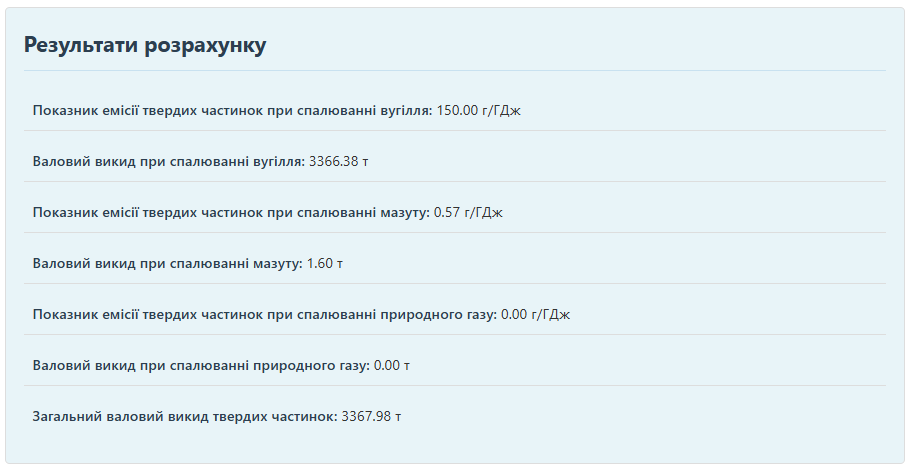 Результати розрахунку
Показник емісії твердих частинок при спалюванні вугілля: 150.00 г/ГДж
Валовий викид при спалюванні вугілля: 3366.38 т
Показник емісії твердих частинок при спалюванні мазуту: 0.57 г/ГДж
Валовий викид при спалюванні мазуту: 1.60 т
Показник емісії твердих частинок при спалюванні природного газу: 0.00 г/ГДж
Валовий викид при спалюванні природного газу: 0.00 т
Загальний валовий викид твердих частинок: 3367.98 т